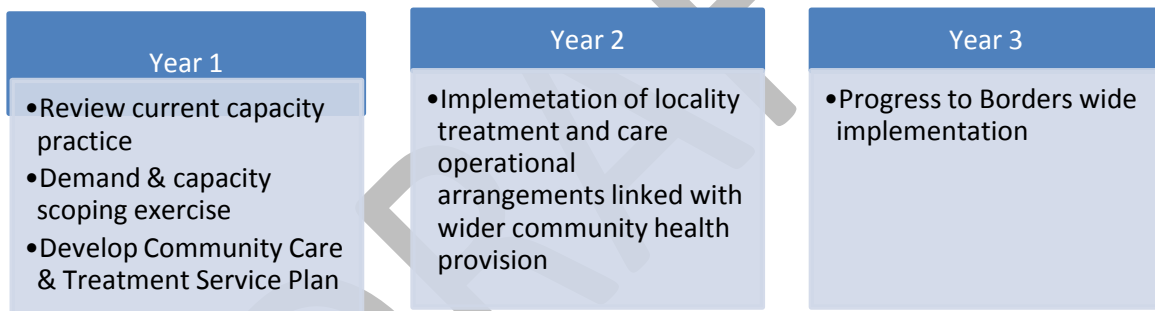 Year 1
•Review current capacity
practice
•Demand & capacity
scoping exercise
•Develop Community Care
& Treatment Service Plan
Year 2
•Implemetation of locality
treatment and care
operational
arrangements linked with
wider community health
provision
Year 3
•Progress to Borders wide
implementation